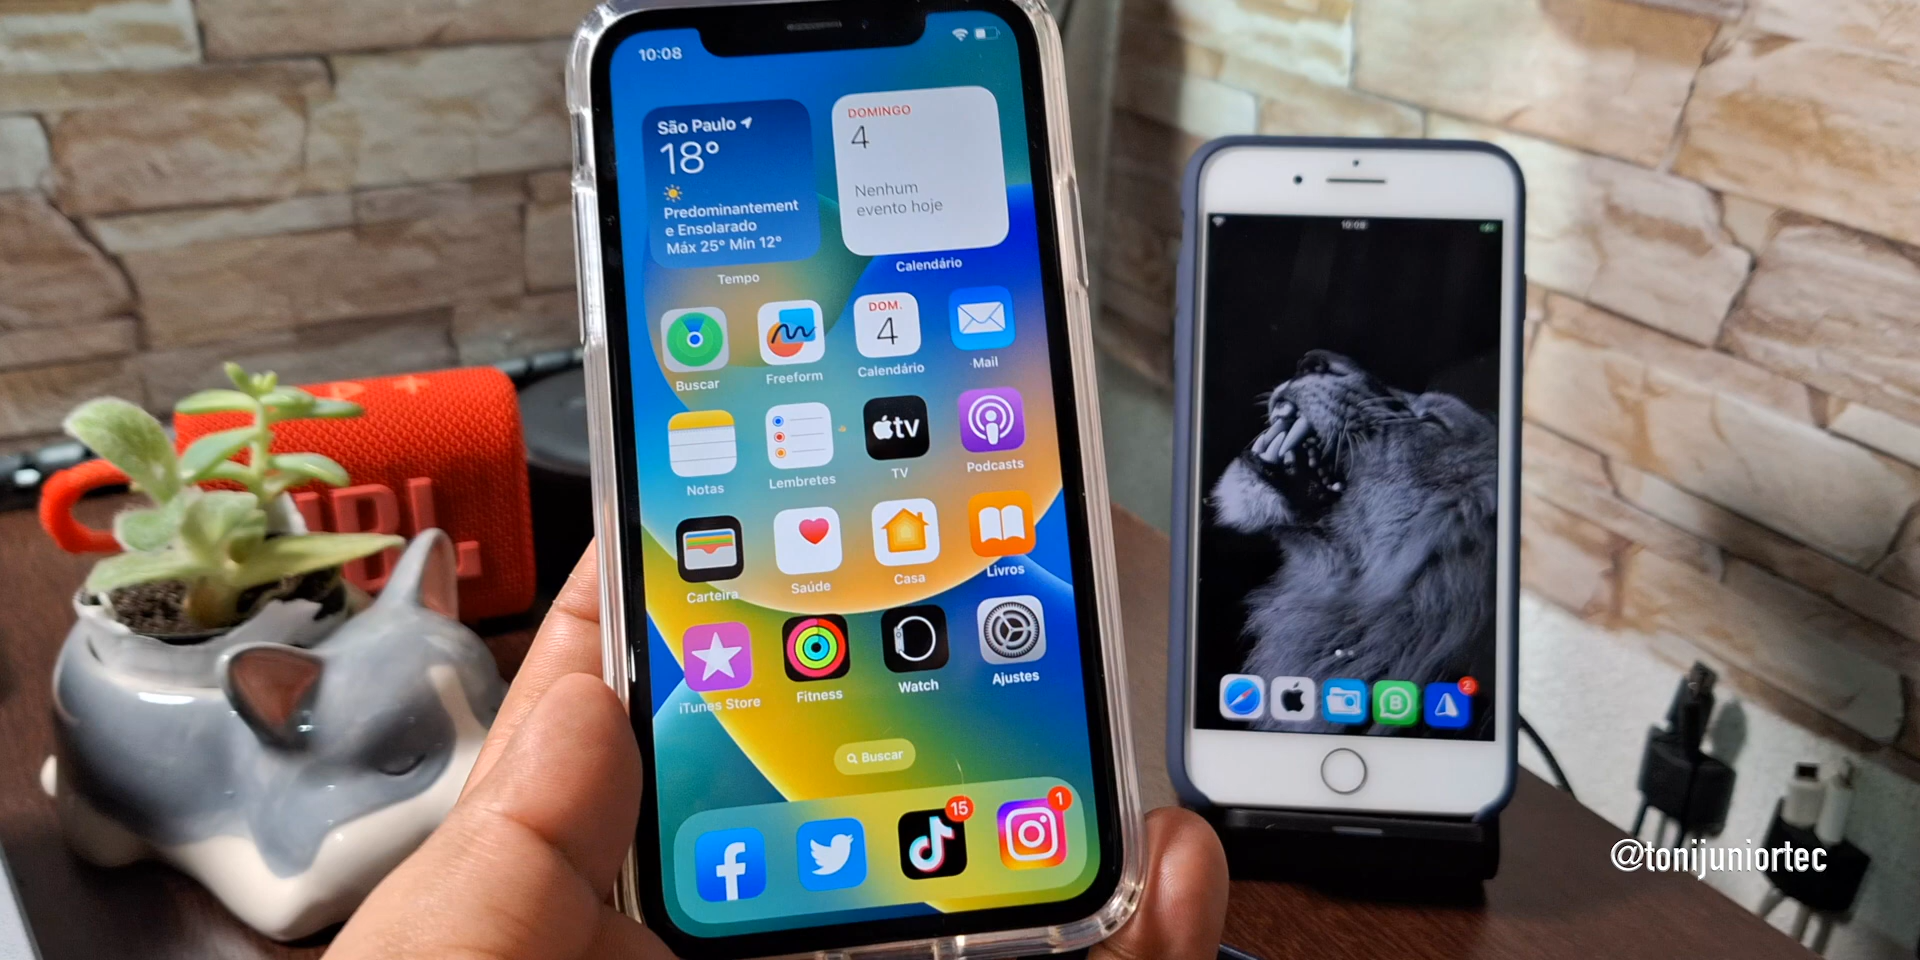 10:08
São Paulo
18°
Predominantement
e Ensolarado
Máx 25° Mín 12°
Tempo
DOMINGO
4
Nenhum
evento hoje
Calendário
Buscar
Freeform
DOM.
4
Calendário
Mail
Notas
Lembretes
tv
TV
Podcasts
Carteira
Saúde
Casa
Livros
iTunes Store
Fitness
Watch
Ajustes
Buscar
15
1
JBL
10:08
B
2
@tonijuniortec